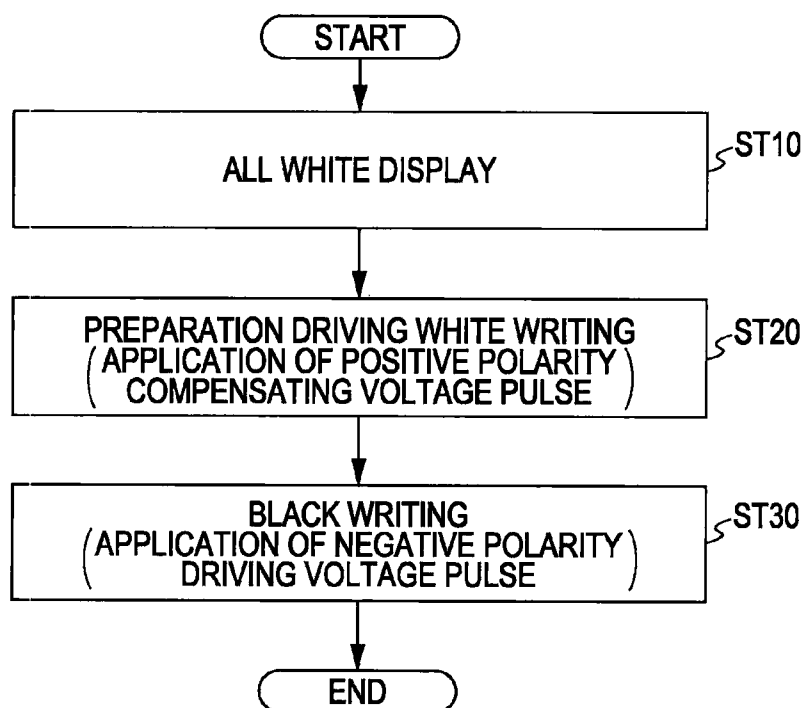 START
ALL WHITE DISPLAY
ST10
PREPARATION DRIVING WHITE WRITING
(APPLICATION OF POSITIVE POLARITY
COMPENSATING VOLTAGE PULSE)
ST20
BLACK WRITING
(APPLICATION OF NEGATIVE POLARITY
DRIVING VOLTAGE PULSE)
ST30
END